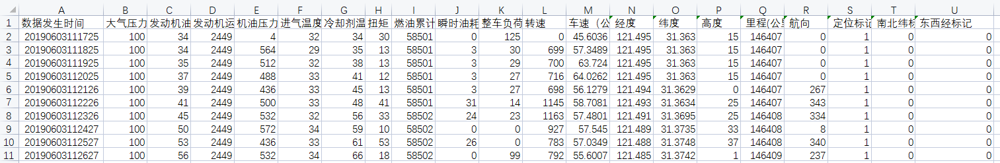 A B C D E F G H I J K L M N O P Q R S T U
1 数据发生时间 大气压力 发动机油 发动机运 机油压力 进气温度 冷却剂温 扭矩 燃油累计 瞬时油耗 整车负荷 转速 车速（公 经度 纬度 高度 里程(公里 航向 定位标记 南北纬标 东西经标记
2 20190603111725 100 34 2449 4 32 34 30 58501 0 125 0 45.6036 121.495 31.363 15 146407 0 1 0 0
3 20190603111825 100 34 2449 564 29 35 13 58501 3 30 699 57.3489 121.495 31.363 15 146407 0 1 0 0
4 20190603111925 100 35 2449 512 32 38 13 58501 3 29 700 63.724 121.495 31.363 15 146407 0 1 0 0
5 20190603112025 100 37 2449 488 33 41 12 58501 3 27 716 64.0262 121.495 31.363 15 146407 0 1 0 0
6 20190603112126 100 39 2449 436 33 45 13 58501 3 27 698 56.1279 121.494 31.3629 0 146407 267 1 0 0
7 20190603112226 100 41 2449 500 33 48 41 58501 31 14 1145 58.7081 121.493 31.3634 25 146407 343 1 0 0
8 20190603112326 100 45 2449 532 32 56 33 58502 24 23 1163 57.4801 121.491 31.3695 25 146408 334 1 0 0
9 20190603112427 100 50 2449 572 34 59 10 58502 0 0 927 57.545 121.489 31.3735 33 146408 8 1 0 0
10 20190603112527 100 53 2449 436 33 61 53 58502 26 0 783 57.0349 121.488 31.3748 37 146408 340 1 0 0
11 20190603112627 100 56 2449 532 34 66 18 58502 0 99 792 55.6007 121.485 31.3742 1 146409 237 1 0 0